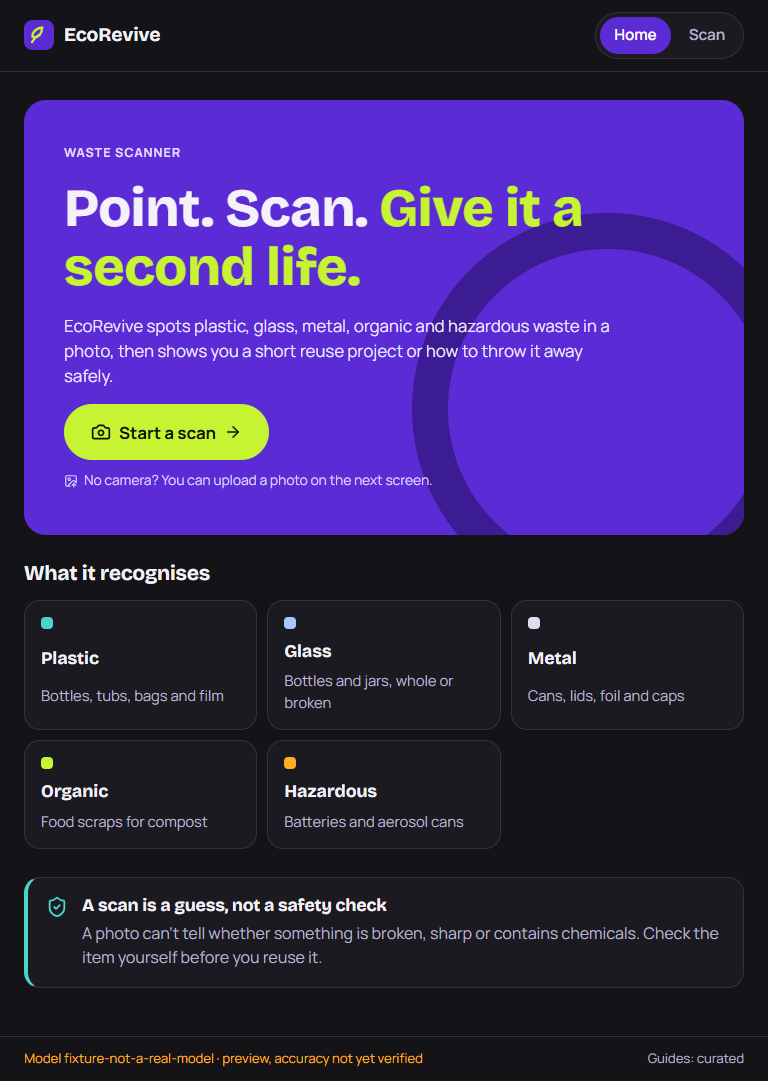 EcoRevive
Home
Scan
WASTE SCANNER
Point. Scan. Give it a
second life.
EcoRevive spots plastic, glass, metal, organic and hazardous waste in a
photo, then shows you a short reuse project or how to throw it away
safely.
Start a scan
No camera? You can upload a photo on the next screen.
What it recognises
Plastic
Bottles, tubs, bags and film
Glass
Bottles and jars, whole or
broken
Metal
Cans, lids, foil and caps
Organic
Food scraps for compost
Hazardous
Batteries and aerosol cans
A scan is a guess, not a safety check
A photo can't tell whether something is broken, sharp or contains chemicals. Check the
item yourself before you reuse it.
Model fixture-not-a-real-model · preview, accuracy not yet verified
Guides: curated